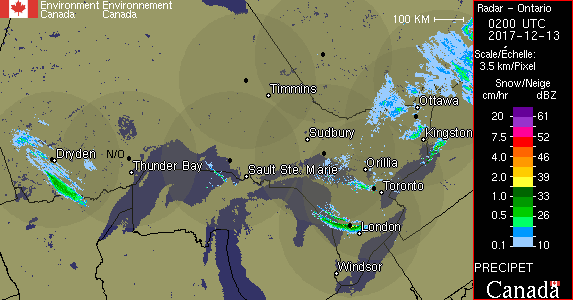 Environment Environnement
Canada Canada
100 KM
Timmins
Ottawa
Sudbury
Kingston
Dryden
N/O
Thunder Bay
Sault Ste. Marie
Orillia
Toronto
London
Windsor
Radar - Ontario
0200 UTC
2017-12-13
Scale/Échelle:
3.5 km/Pixel
Snow/Neige
cm/hr dBZ
20 61
7.5 52
4.0 46
2.0 39
1.0 33
0.5 26
0.1 10
PRECIPET
Canada